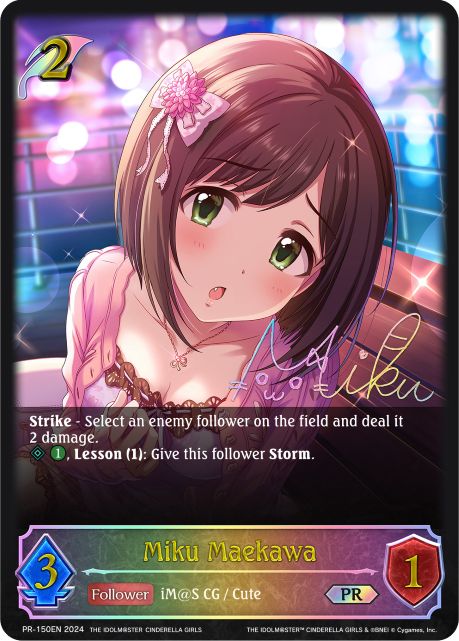 2
Miku
Strike - Select an enemy follower on the field and deal it
2 damage.
1, Lesson (1): Give this follower Storm.
Miku Maekawa
3
Follower
iM@S CG / Cute
PR
1
PR-150EN 2024 THE IDOLM@STER CINDERELLA GIRLS
THE IDOLM@STER™ CINDERELLA GIRLS & ©BNEI © Cygames, Inc.